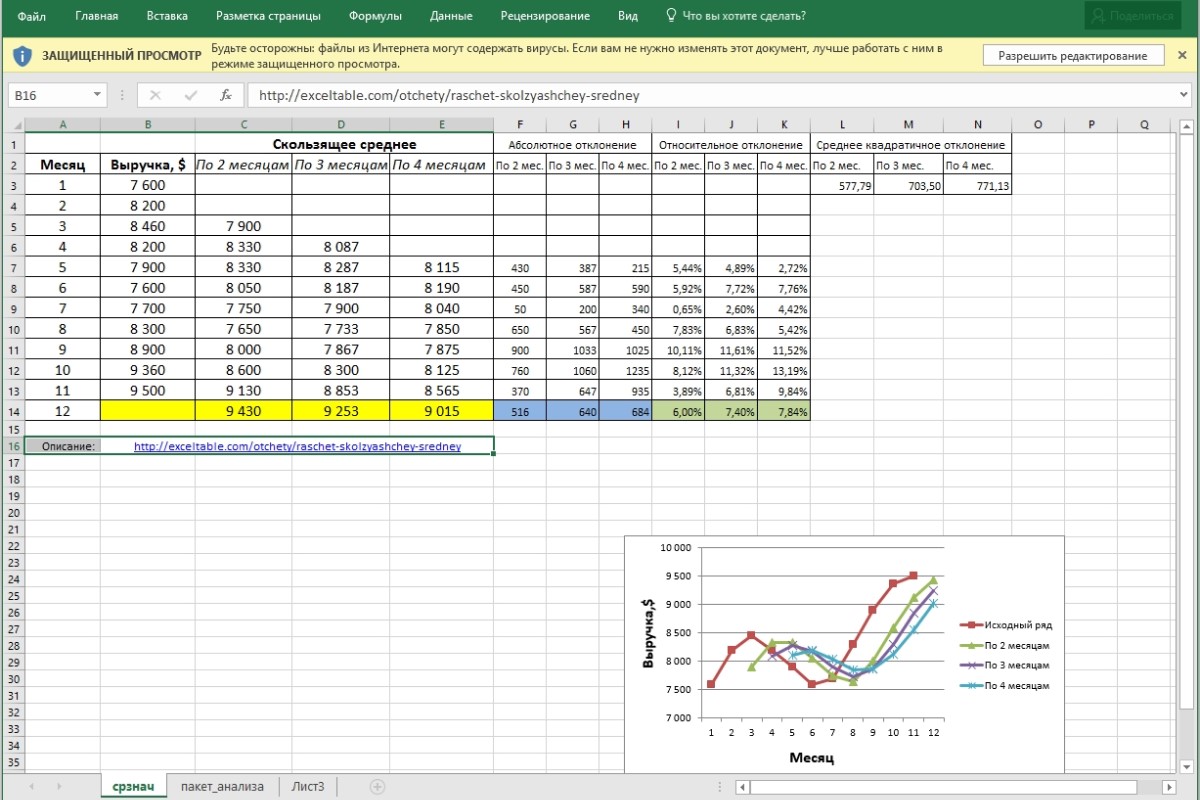 Файл Главная Вставка Разметка страницы Формулы Данные Рецензирование Вид Что вы хотите сделать? Поделиться
ЗАЩИЩЕННЫЙ ПРОСМОТР Будьте осторожны: файлы из Интернета могут содержать вирусы. Если вам не нужно изменять этот документ, лучше работать с ним в
режиме защищенного просмотра. Разрешить редактирование
B16 fx http://exceltable.com/otchety/raschet-skolzyashchey-sredney
A B C D E F G H I J K L M N O P Q
1 Скользящее среднее Абсолютное отклонение Относительное отклонение Среднее квадратичное отклонение
2 Месяц Выручка, $ По 2 месяцам По 3 месяцам По 4 месяцам По 2 мес. По 3 мес. По 4 мес. По 2 мес. По 3 мес. По 4 мес. По 2 мес. По 3 мес. По 4 мес.
3 1 7 600 577,79 703,50 771,13
4 2 8 200
5 3 8 460 7 900
6 4 8 200 8 330 8 087
7 5 7 900 8 330 8 287 8 115 430 387 215 5,44% 4,89% 2,72%
8 6 7 600 8 050 8 187 8 190 450 587 590 5,92% 7,72% 7,76%
9 7 7 700 7 750 7 900 8 040 50 200 340 0,65% 2,60% 4,42%
10 8 8 300 7 650 7 733 7 850 650 567 450 7,83% 6,83% 5,42%
11 9 8 900 8 000 7 867 7 875 900 1033 1025 10,11% 11,61% 11,52%
12 10 9 360 8 600 8 300 8 125 760 1060 1235 8,12% 11,32% 13,19%
13 11 9 500 9 130 8 853 8 565 370 647 935 3,89% 6,81% 9,84%
14 12 9 430 9 253 9 015 516 640 684 6,00% 7,40% 7,84%
15
16 Описание: http://exceltable.com/otchety/raschet-skolzyashchey-sredney
17
18
19
20
21
22
23
24
25
26
27
28
29
30
31
32
33
34
35
10 000
9 500
9 000
8 500
8 000
7 500
7 000
Выручка,$
1 2 3 4 5 6 7 8 9 10 11 12
Месяц
Исходный ряд
По 2 месяцам
По 3 месяцам
По 4 месяцам
срзнач пакет_анализа Лист3